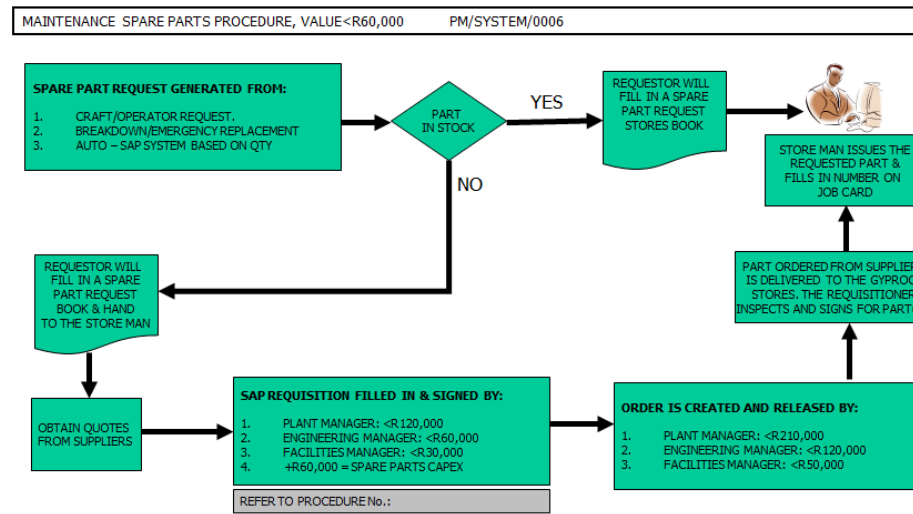 MAINTENANCE SPARE PARTS PROCEDURE, VALUE<R60,000 PM/SYSTEM/0006
SPARE PART REQUEST GENERATED FROM:
1. CRAFT/OPERATOR REQUEST.
2. BREAKDOWN/EMERGENCY REPLACEMENT
3. AUTO – SAP SYSTEM BASED ON QTY
PART
IN STOCK
YES
NO
REQUESTOR WILL
FILL IN A SPARE
PART REQUEST
STORES BOOK
STORE MAN ISSUES THE
REQUESTED PART &
FILLS IN NUMBER ON
JOB CARD
REQUESTOR WILL
FILL IN A SPARE
PART REQUEST
BOOK & HAND
TO THE STORE MAN
PART ORDERED FROM SUPPLIER
IS DELIVERED TO THE GYPROC
STORES. THE REQUISITIONER
INSPECTS AND SIGNS FOR PART
OBTAIN QUOTES
FROM SUPPLIERS
SAP REQUISITION FILLED IN & SIGNED BY:
1. PLANT MANAGER: <R120,000
2. ENGINEERING MANAGER: <R60,000
3. FACILITIES MANAGER: <R30,000
4. +R60,000 = SPARE PARTS CAPEX
REFER TO PROCEDURE No.:
ORDER IS CREATED AND RELEASED BY:
1. PLANT MANAGER: <R210,000
2. ENGINEERING MANAGER: <R120,000
3. FACILITIES MANAGER: <R50,000